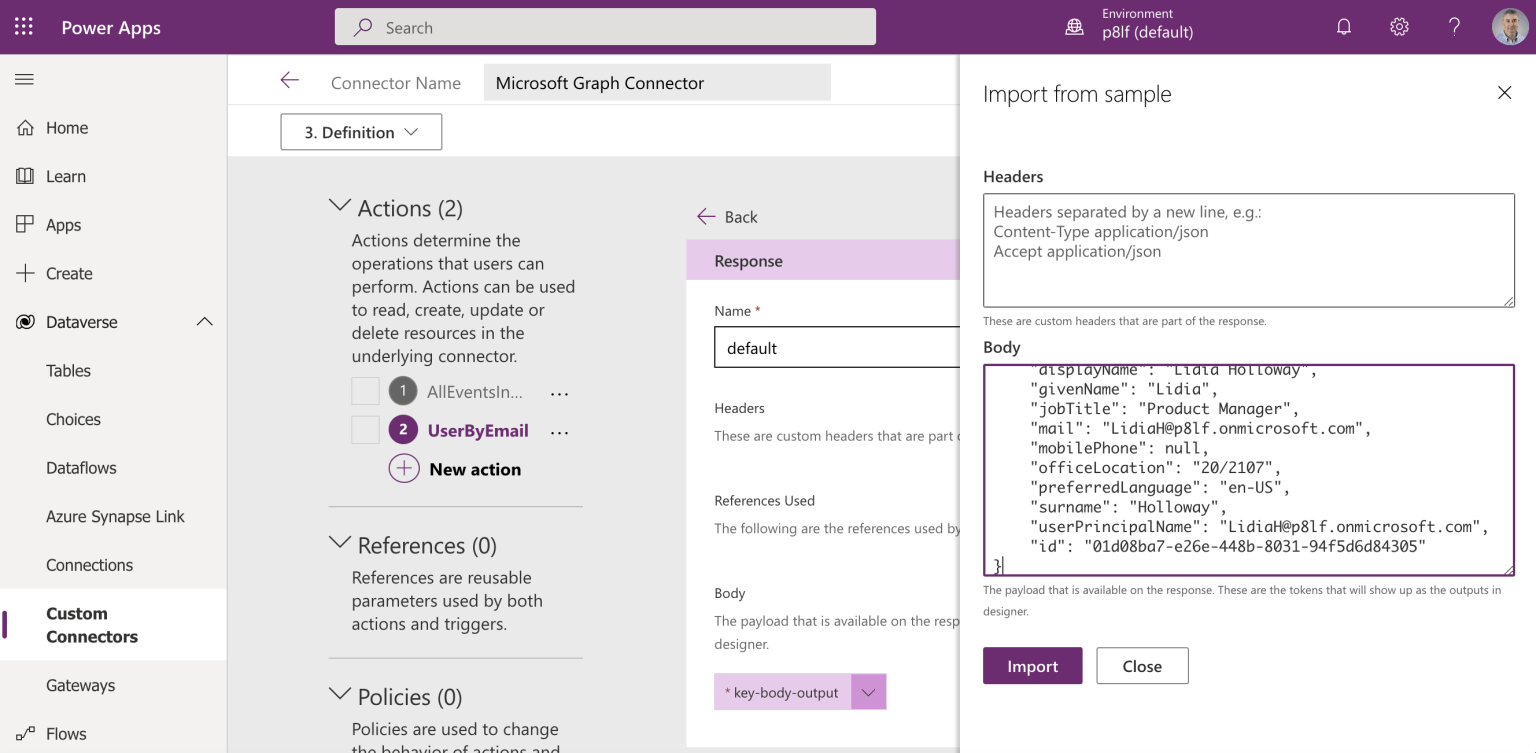 Power Apps
Search
Environment
p8lf (default)
Home
Learn
Apps
Create
Dataverse
Tables
Choices
Dataflows
Azure Synapse Link
Connections
Custom
Connectors
Gateways
Flows
Connector Name
Microsoft Graph Connector
3. Definition
Actions (2)
Actions determine the
operations that users can
perform. Actions can be used
to read, create, update or
delete resources in the
underlying connector.
1 AllEventsIn... ...
2 UserByEmail ...
New action
References (0)
References are reusable
parameters used by both
actions and triggers.
Policies (0)
Policies are used to change
the behavior of actions and
Back
Response
Name *
default
Headers
These are custom headers that are part
References Used
The following are the references used by
Body
The payload that is available on the resp
designer.
* key-body-output
Import from sample
Headers
Headers separated by a new line, e.g.:
Content-Type application/json
Accept application/json
These are custom headers that are part of the response.
Body
"displayName": "Lidia Holloway",
"givenName": "Lidia",
"jobTitle": "Product Manager",
"mail": "LidiaH@p8lf.onmicrosoft.com",
"mobilePhone": null,
"officeLocation": "20/2107",
"preferredLanguage": "en-US",
"surname": "Holloway",
"userPrincipalName": "LidiaH@p8lf.onmicrosoft.com",
"id": "01d08ba7-e26e-448b-8031-94f5d6d84305"
}
The payload that is available on the response. These are the tokens that will show up as the outputs in
designer.
Import
Close